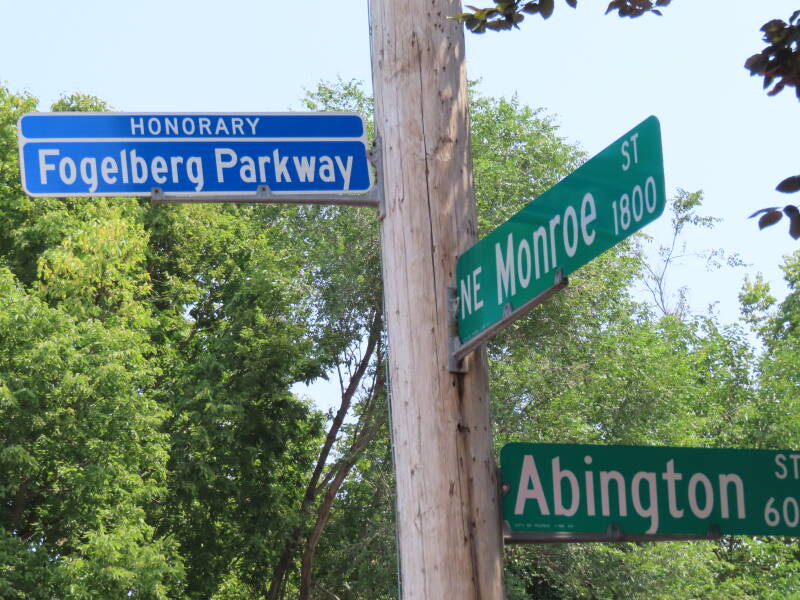 HONORARY
Fogelberg Parkway
NE Monroe ST
1800
Abington ST
60